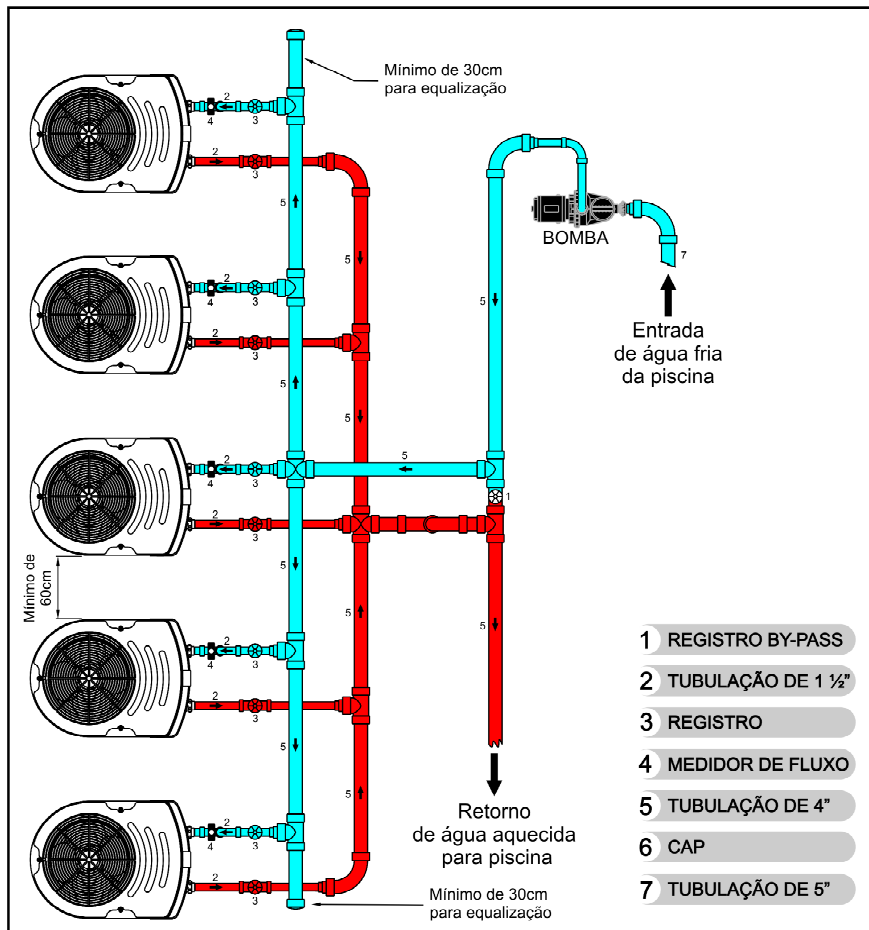 Mínimo de 30cm
para equalização
2
4
3
2
3
5
5
BOMBA
7
5
2
4
3
2
3
5
Entrada
de água fria
da piscina
5
5
2
4
3
5
1
2
3
Mínimo de
60cm
5
5
5
2
4
3
2
3
5
5
2
4
3
2
3
Mínimo de 30cm
para equalização
Retorno
de água aquecida
para piscina
1 REGISTRO BY-PASS
2 TUBULAÇÃO DE 1 ½”
3 REGISTRO
4 MEDIDOR DE FLUXO
5 TUBULAÇÃO DE 4”
6 CAP
7 TUBULAÇÃO DE 5”